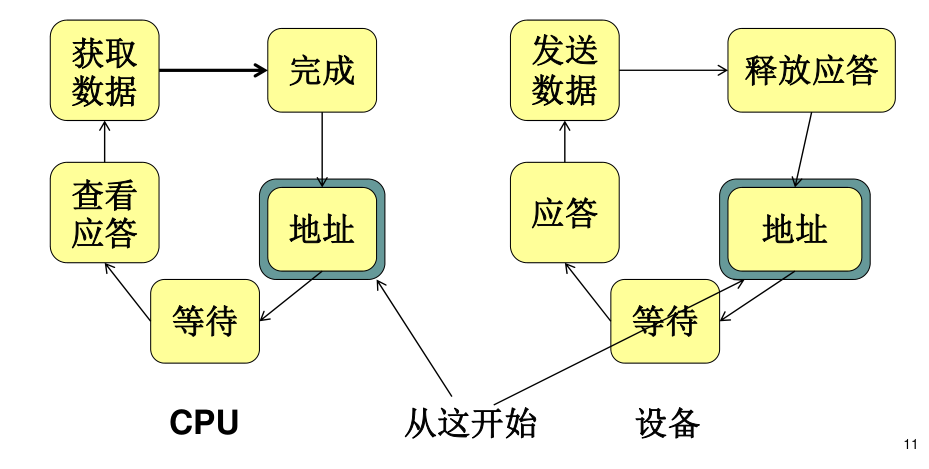 获取
数据
完成
查看
应答
地址
等待
CPU
发送
数据
释放应答
应答
地址
等待
设备
从这开始
11